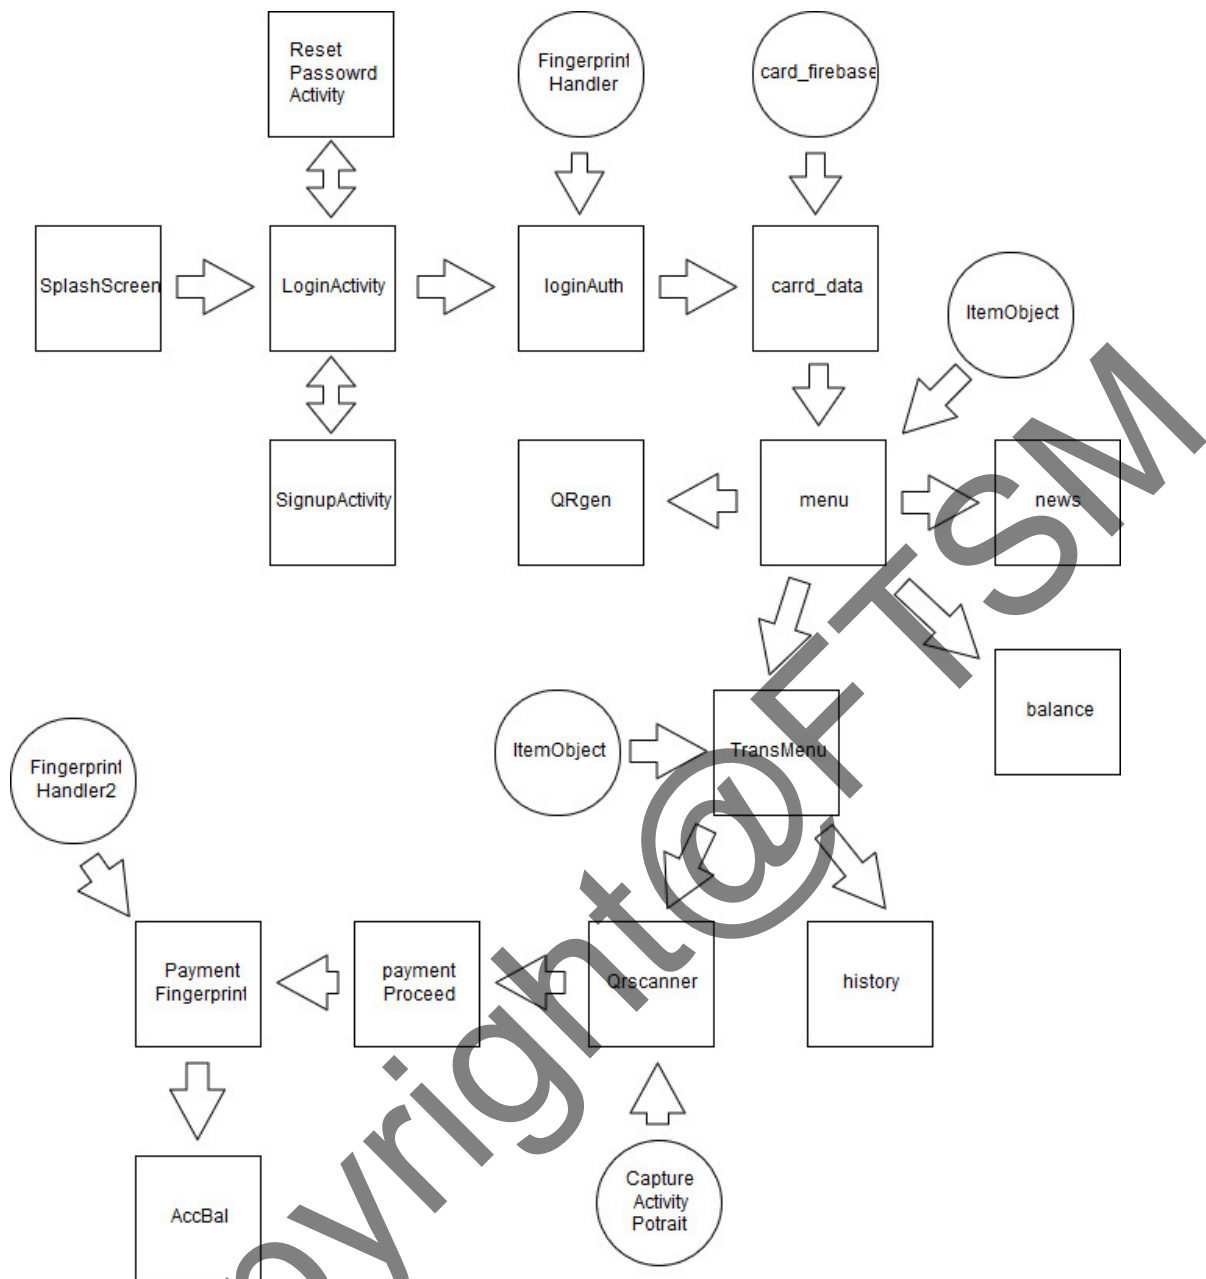 Reset
Passowrd
Activity
Fingerprint
Handler
card_firebase
SplashScreen
LoginActivity
loginAuth
carrd_data
ItemObject
SignupActivity
QRgen
menu
news
balance
ItemObject
TransMenu
Fingerprint
Handler2
Payment
Fingerprint
payment
Proceed
Qrscanner
history
AccBal
Capture
Activity
Potrait
pyright@FTSM